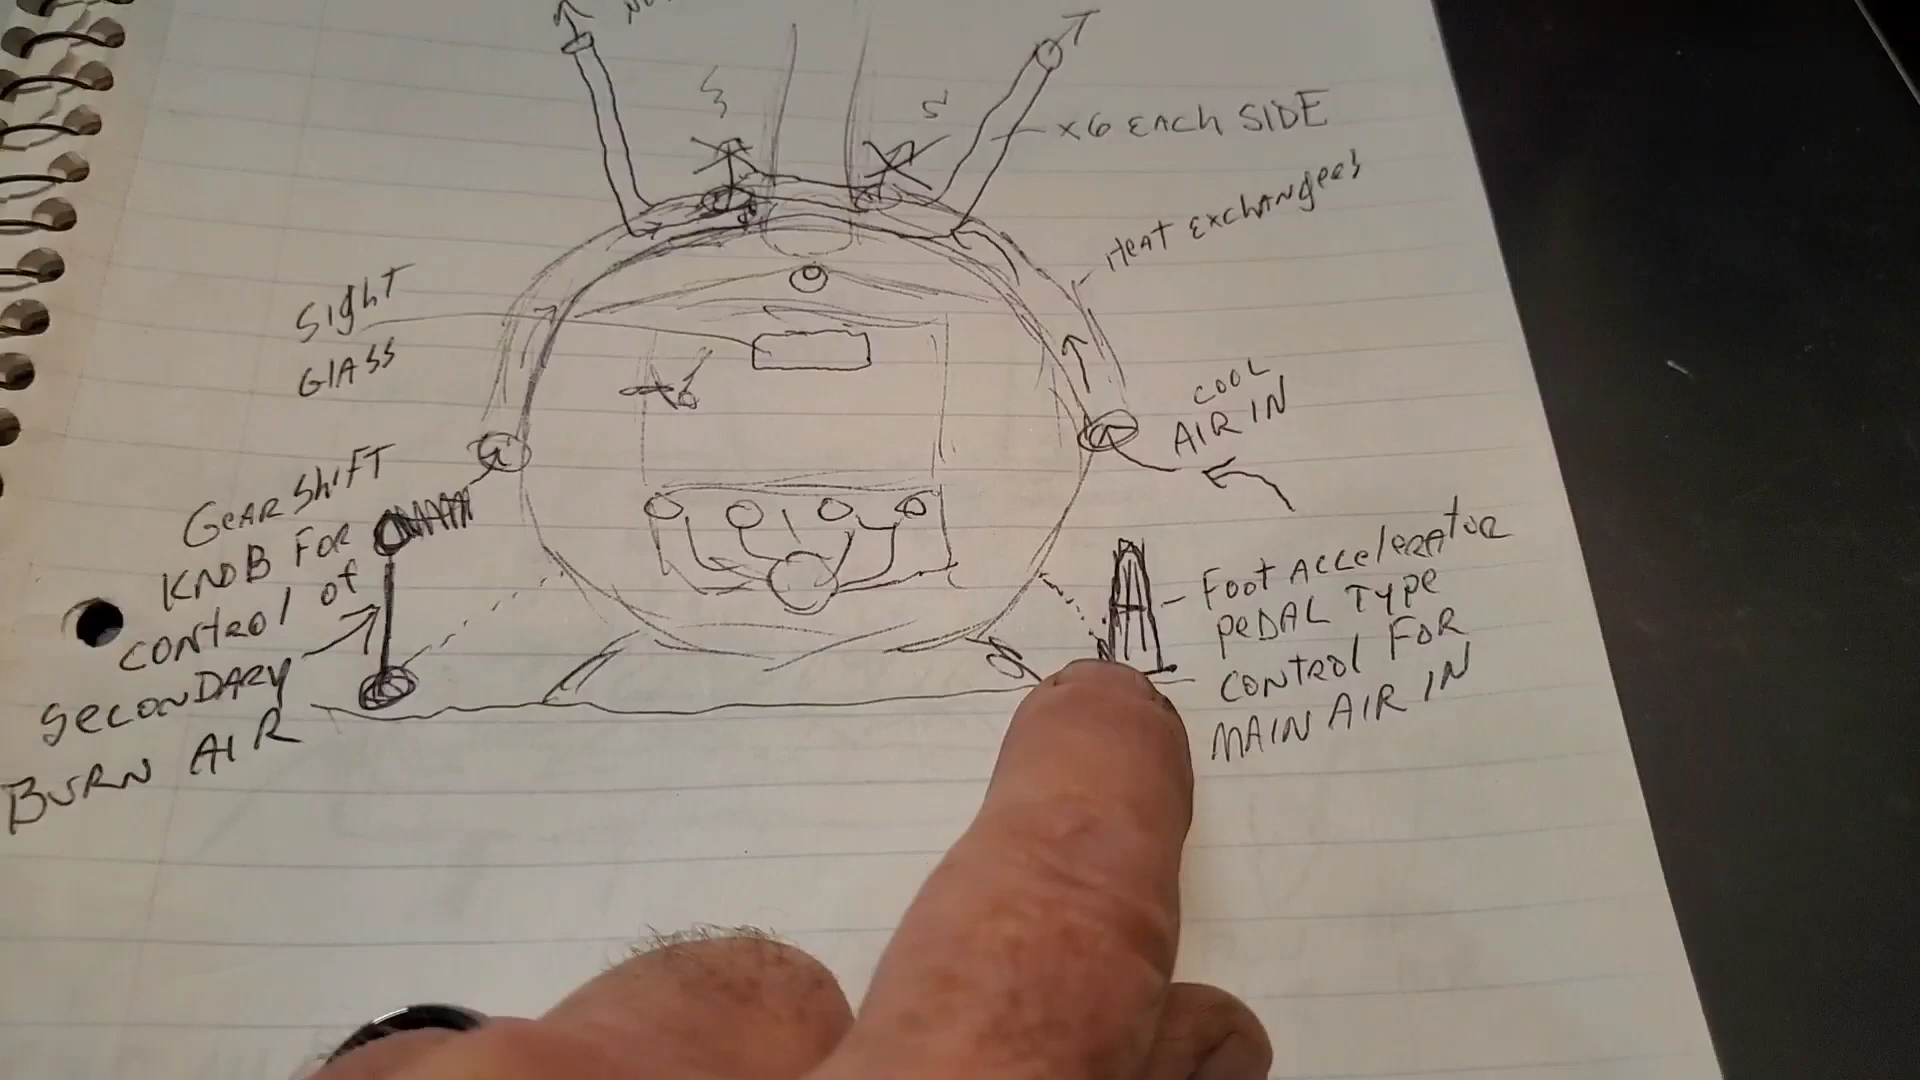 x6 EACH SIDE
HEAT EXCHANGERS
SIGHT
GLASS
COOL
AIR IN
GEARSHIFT
KNOB FOR
CONTROL OF
SECONDARY
BURN AIR
FOOT ACCELERATOR
PEDAL TYPE
CONTROL FOR
MAIN AIR IN